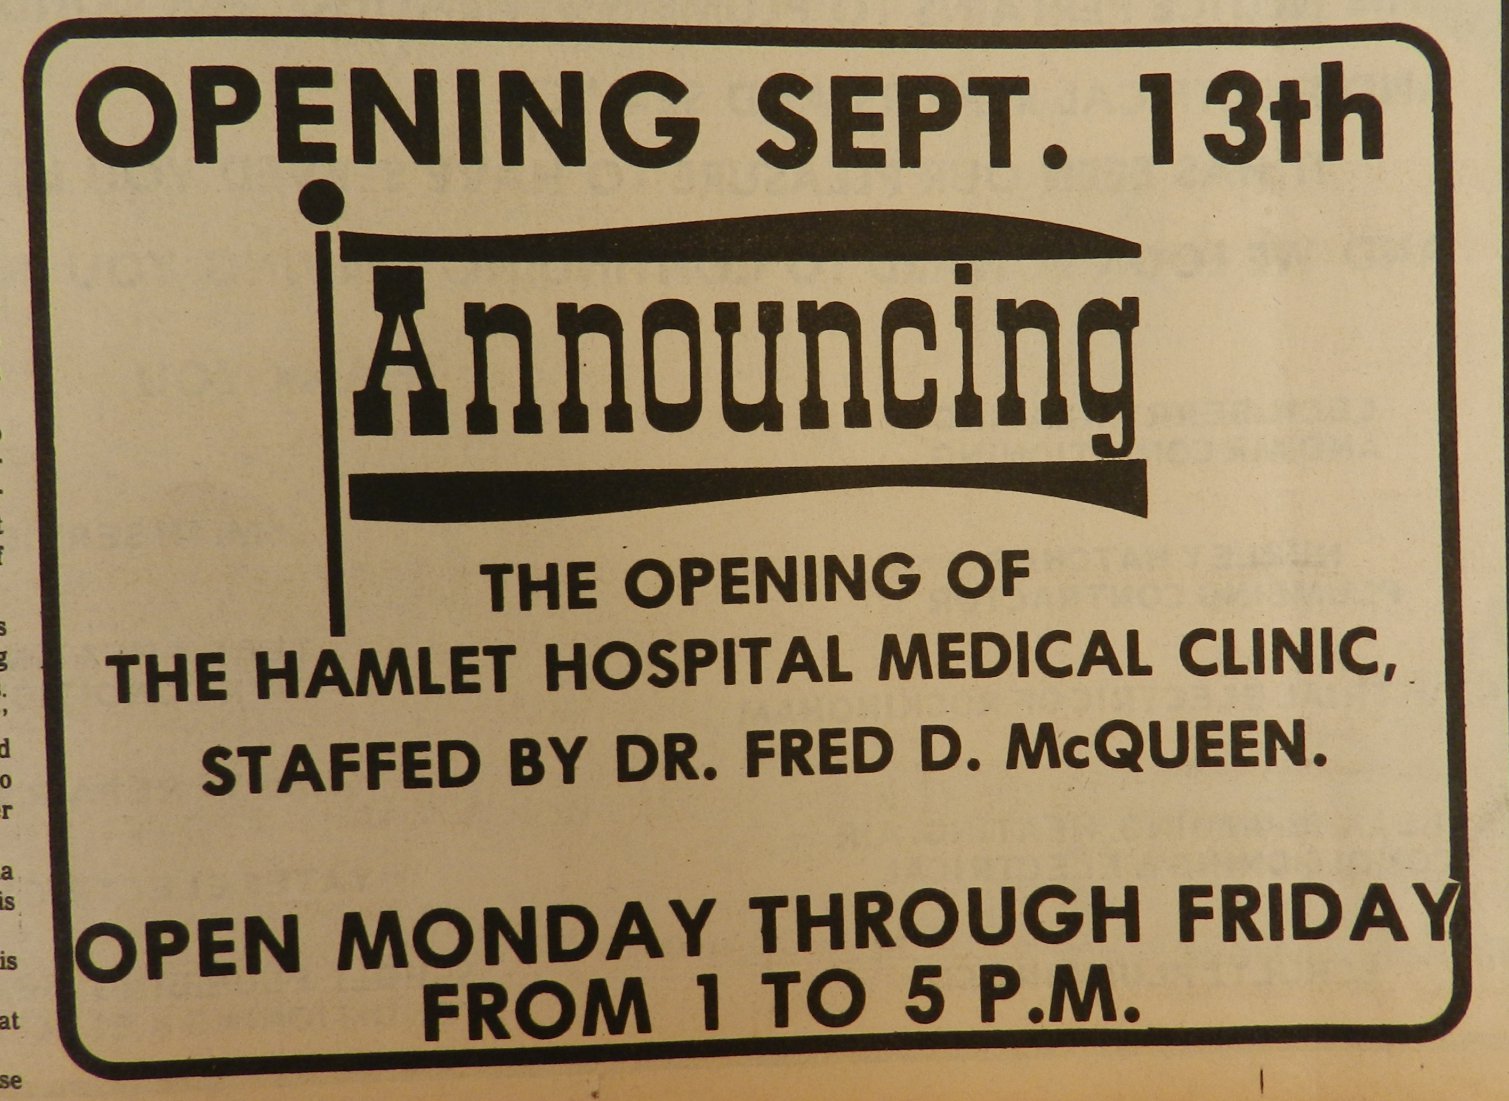 OPENING SEPT. 13th
Announcing
THE OPENING OF
THE HAMLET HOSPITAL MEDICAL CLINIC,
STAFFED BY DR. FRED D. McQUEEN.
OPEN MONDAY THROUGH FRIDAY
FROM 1 TO 5 P.M.